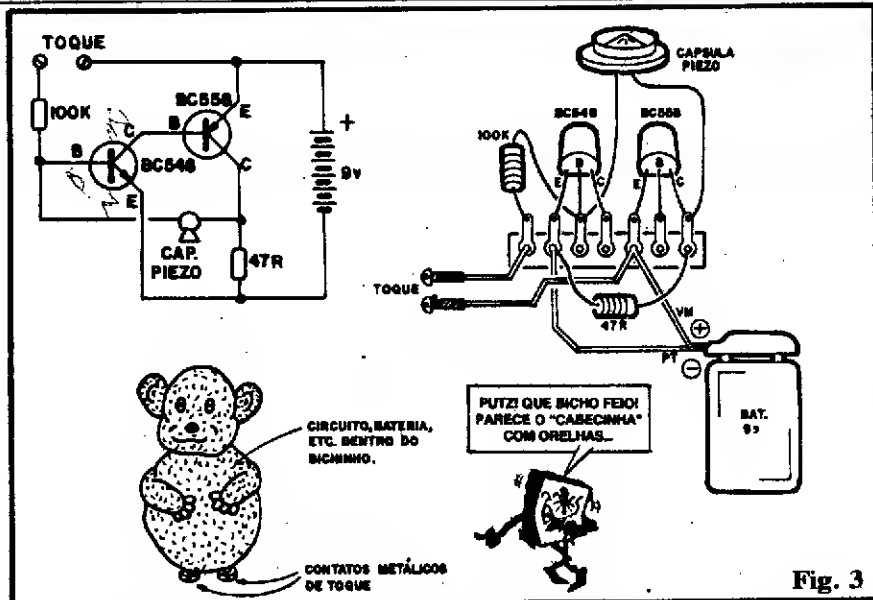 TOQUE
100K
BC558
E
B
C
C
B
BC548
E
+
9v
CAP.
PIEZO
47R
CAPSULA
PIEZO
100K
BC548
BC558
E
B
C
E
B
C
TOQUE
47R
VM
+
PT
−
BAT.
9v
CIRCUITO, BATERIA,
ETC. DENTRO DO
BICHINHO.
CONTATOS METÁLICOS
DE TOQUE
PUTZ! QUE BICHO FEIO!
PARECE O "CABECINHA"
COM ORELHAS...
Fig. 3